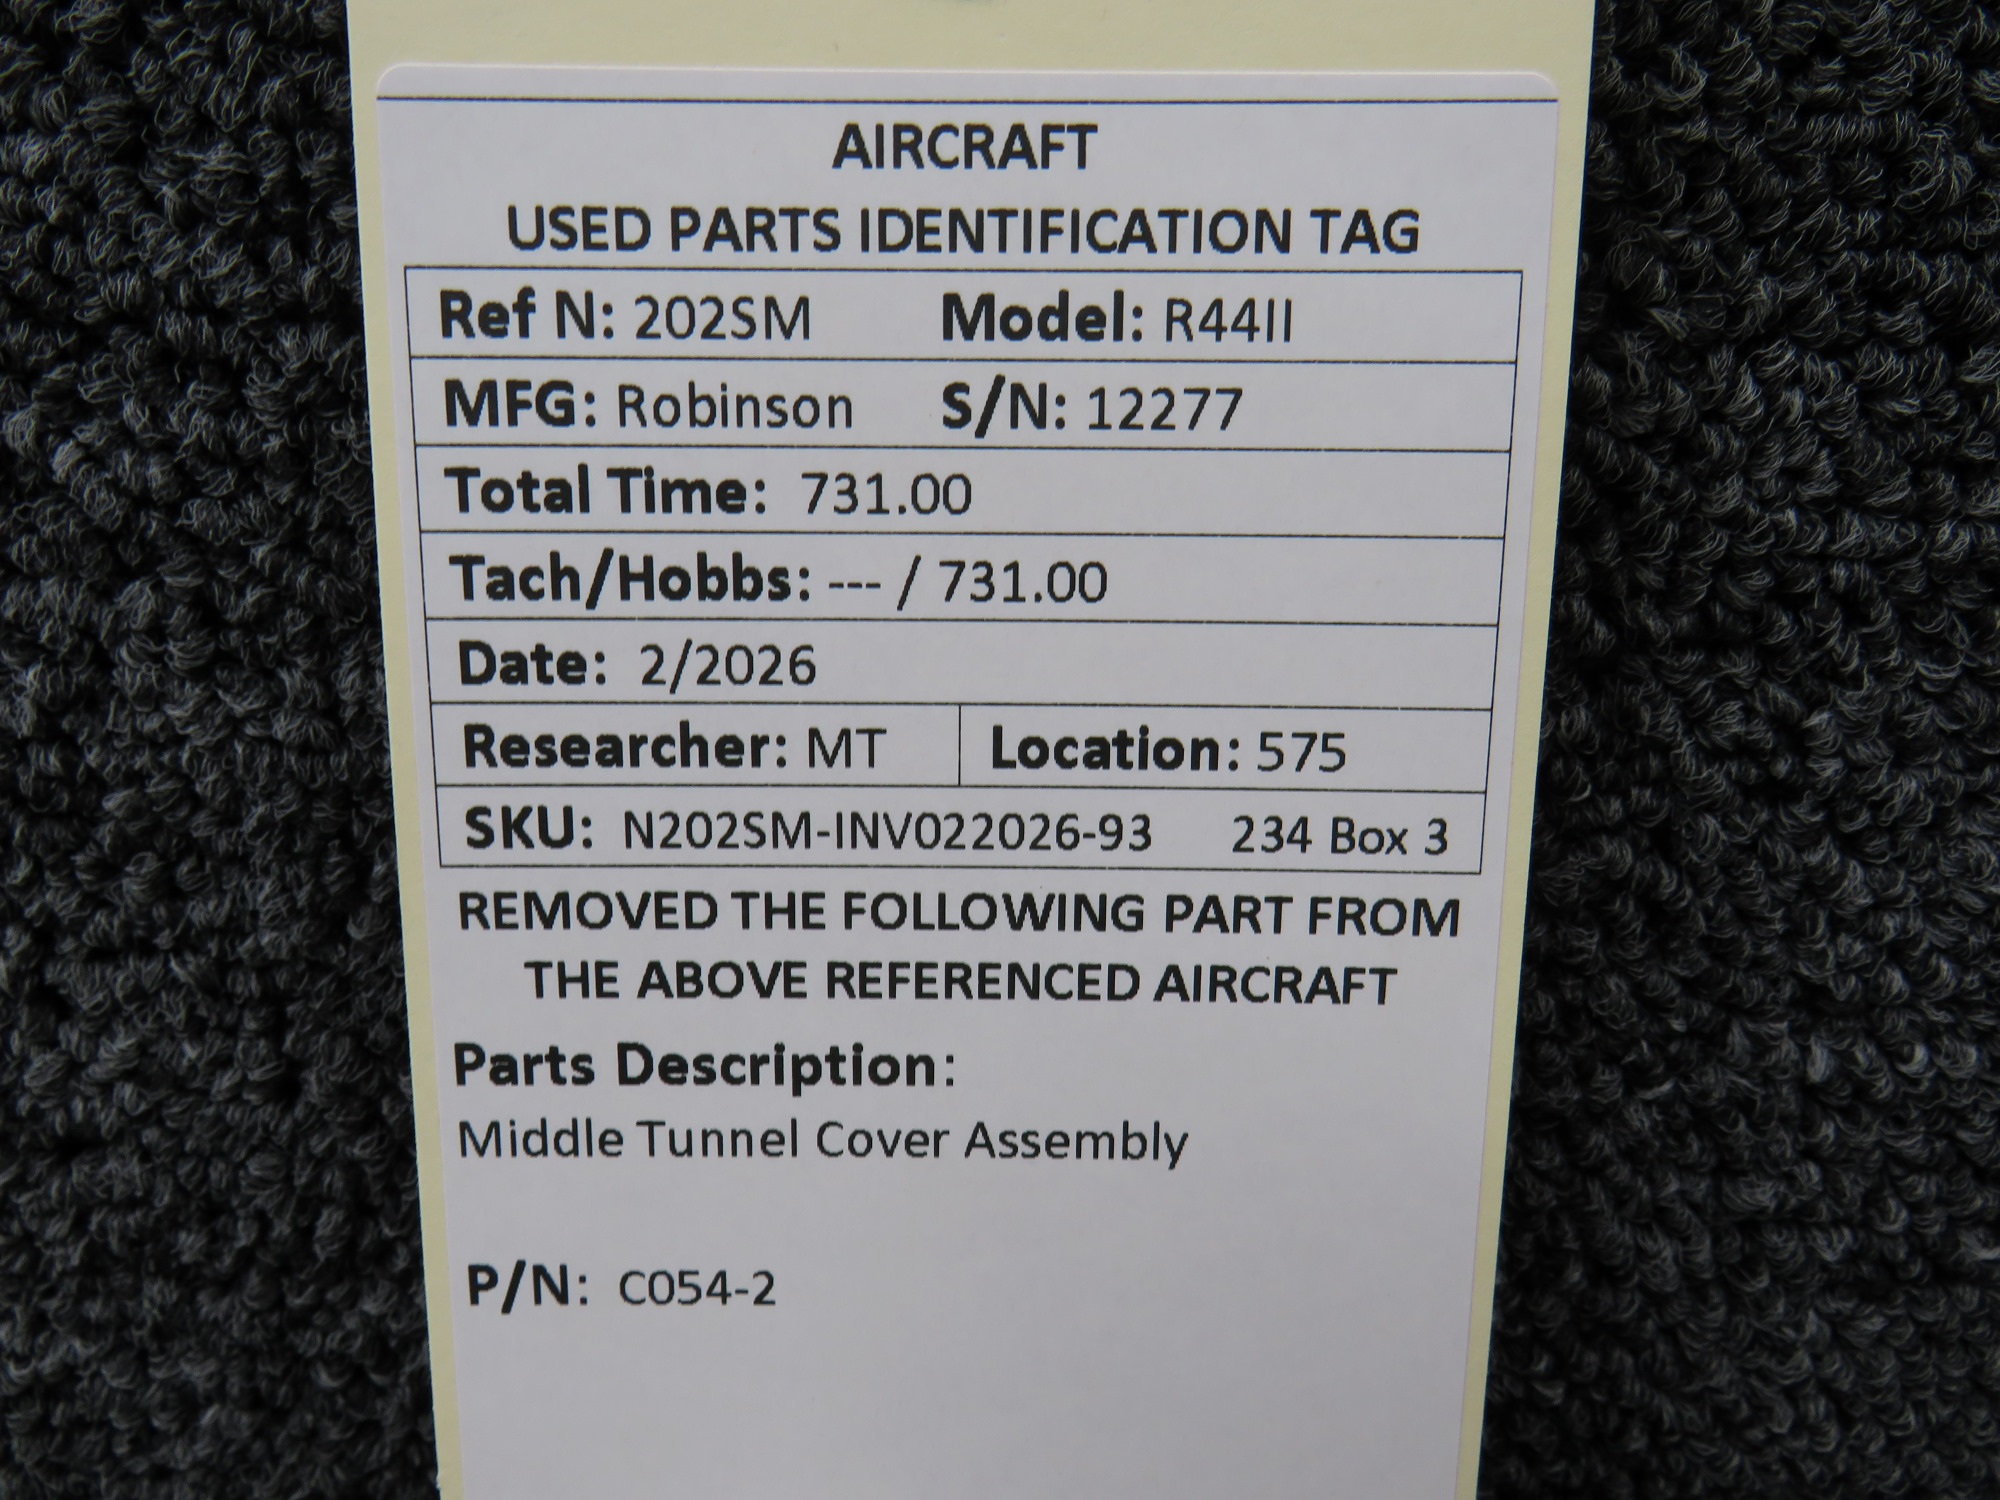 AIRCRAFT
USED PARTS IDENTIFICATION TAG
Ref N: 202SM Model: R44II
MFG: Robinson S/N: 12277
Total Time: 731.00
Tach/Hobbs: --- / 731.00
Date: 2/2026
Researcher: MT Location: 575
SKU: N202SM-INV022026-93 234 Box 3
REMOVED THE FOLLOWING PART FROM
THE ABOVE REFERENCED AIRCRAFT
Parts Description:
Middle Tunnel Cover Assembly
P/N: C054-2